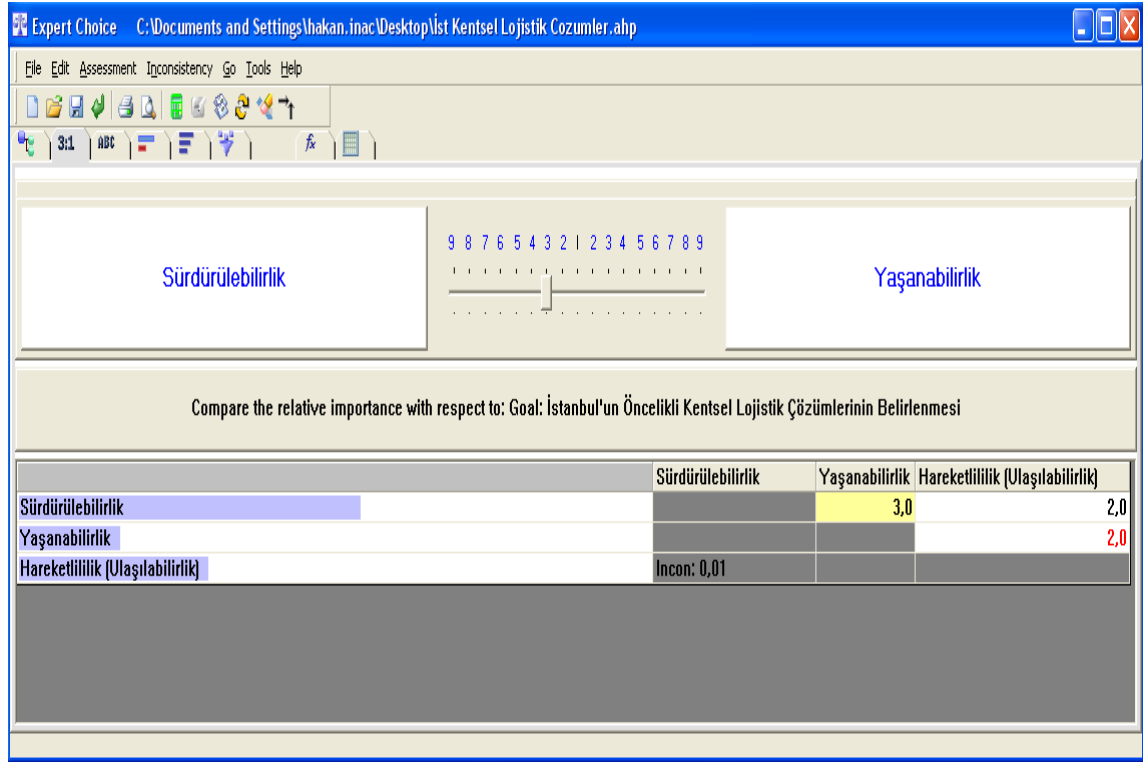 Expert Choice C:\Documents and Settings\hakan.inac\Desktop\İst Kentsel Lojistik Cozumler.ahp
File Edit Assessment Inconsistency Go Tools Help
3:1 ABC fx
9 8 7 6 5 4 3 2 1 2 3 4 5 6 7 8 9
Sürdürülebilirlik Yaşanabilirlik
Compare the relative importance with respect to: Goal: İstanbul'un Öncelikli Kentsel Lojistik Çözümlerinin Belirlenmesi
Sürdürülebilirlik Yaşanabilirlik Hareketlililik (Ulaşılabilirlik)
Sürdürülebilirlik 3,0 2,0
Yaşanabilirlik 2,0
Hareketlililik (Ulaşılabilirlik) Incon: 0,01